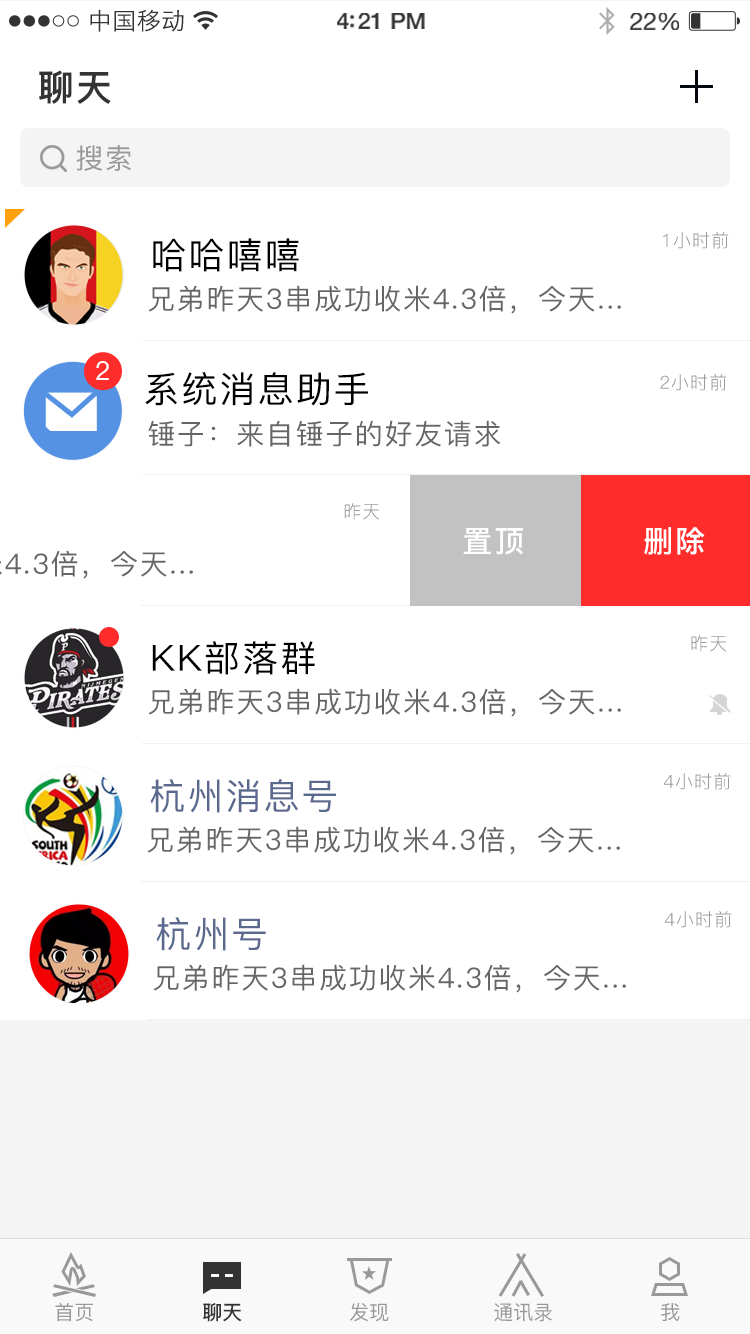 中国移动 4:21 PM 22%
聊天
搜索
哈哈嘻嘻 1小时前
兄弟昨天3串成功收米4.3倍，今天...
2
系统消息助手 2小时前
锤子：来自锤子的好友请求
昨天
4.3倍，今天...
置顶 删除
P
PIRATES
KK部落群 昨天
兄弟昨天3串成功收米4.3倍，今天...
SOUTH
杭州消息号 4小时前
兄弟昨天3串成功收米4.3倍，今天...
杭州号 4小时前
兄弟昨天3串成功收米4.3倍，今天...
首页 聊天 发现 通讯录 我